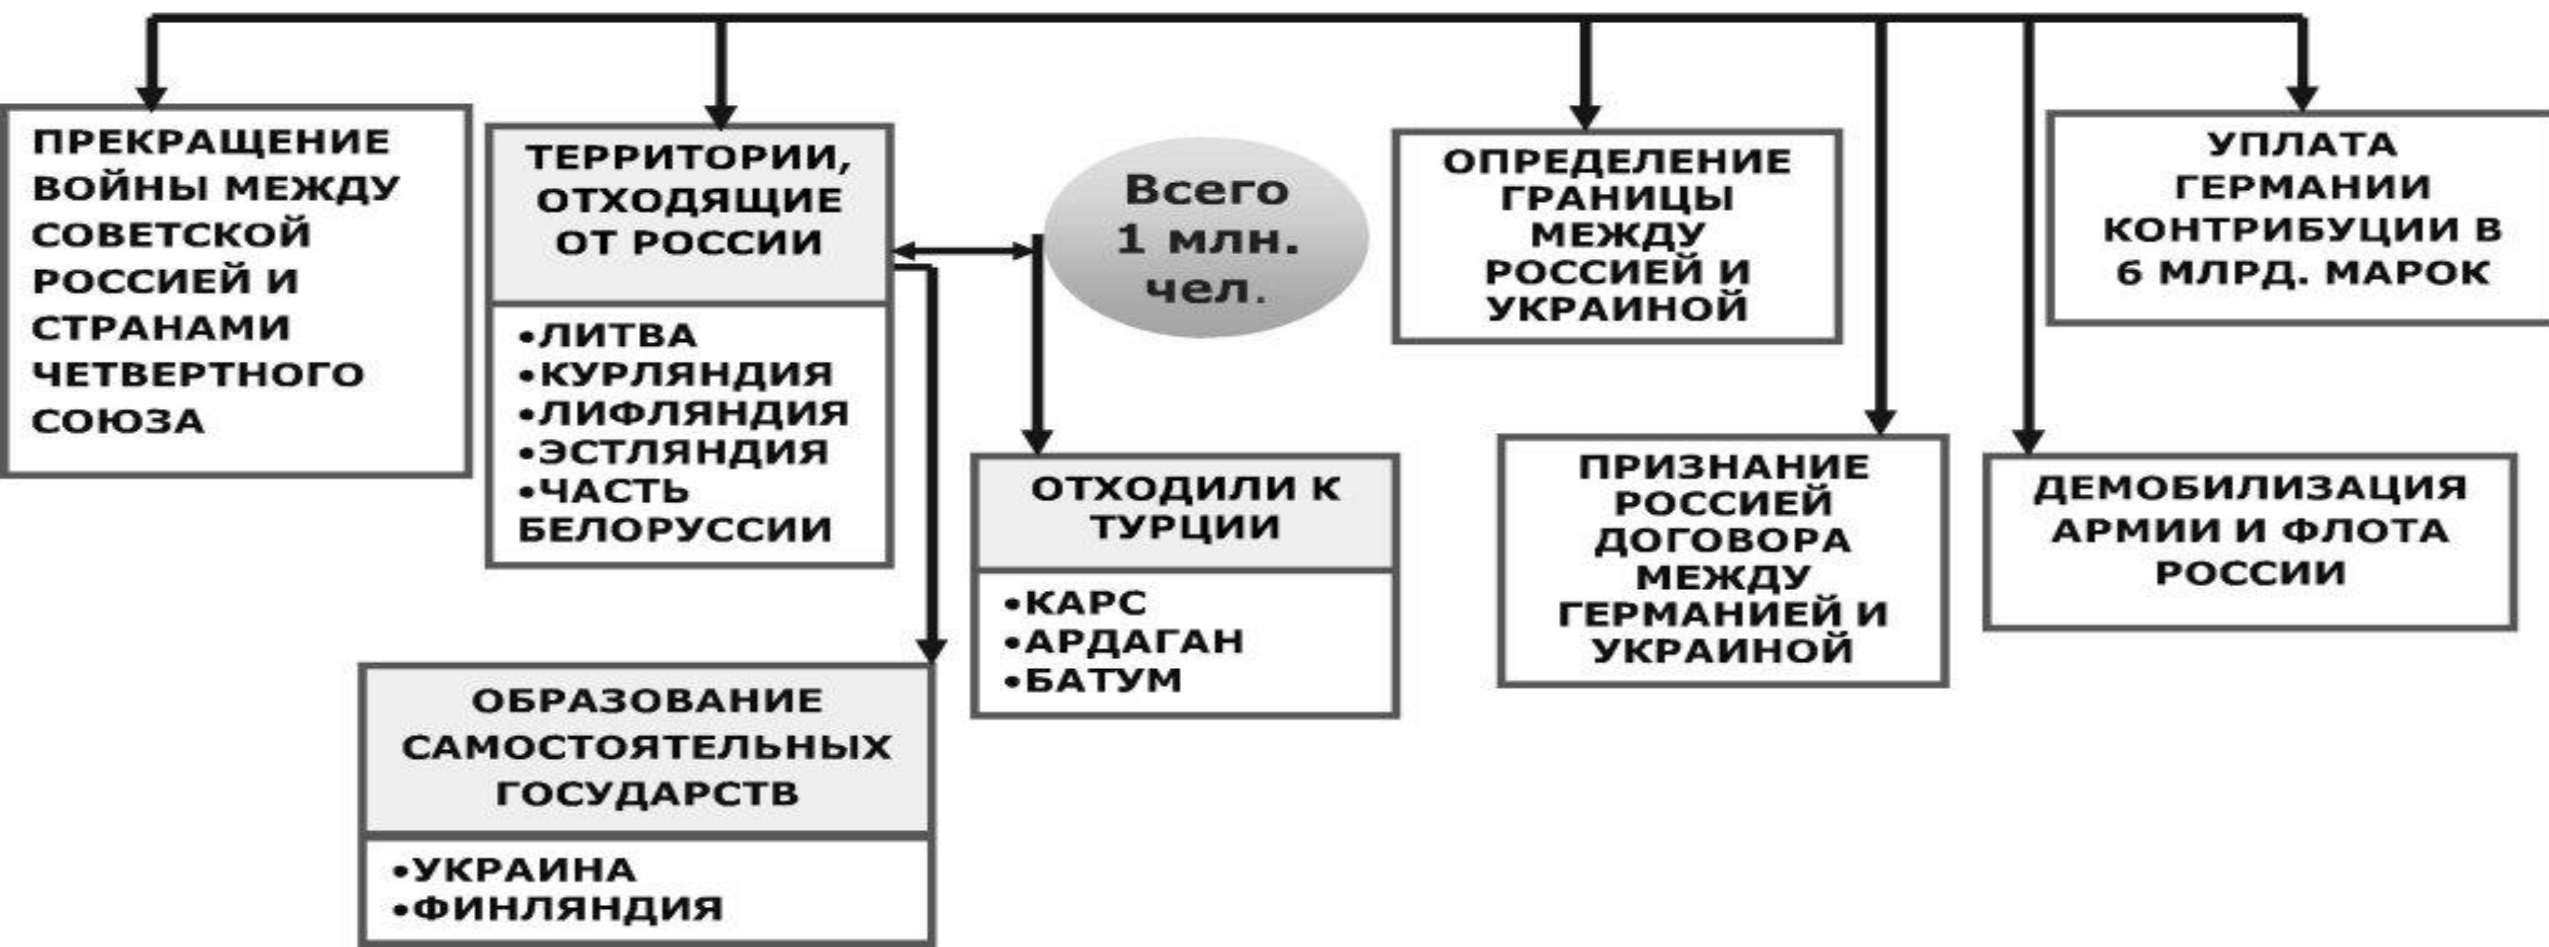 ПРЕКРАЩЕНИЕ
ВОЙНЫ МЕЖДУ
СОВЕТСКОЙ
РОССИЕЙ И
СТРАНАМИ
ЧЕТВЕРТНОГО
СОЮЗА
ТЕРРИТОРИИ,
ОТХОДЯЩИЕ
ОТ РОССИИ
•ЛИТВА
•КУРЛЯНДИЯ
•ЛИФЛЯНДИЯ
•ЭСТЛЯНДИЯ
•ЧАСТЬ
БЕЛОРУССИИ
Всего
1 млн.
чел.
ОПРЕДЕЛЕНИЕ
ГРАНИЦЫ
МЕЖДУ
РОССИЕЙ И
УКРАИНОЙ
УПЛАТА
ГЕРМАНИИ
КОНТРИБУЦИИ В
6 МЛРД. МАРОК
ОТХОДИЛИ К
ТУРЦИИ
•КАРС
•АРДАГАН
•БАТУМ
ПРИЗНАНИЕ
РОССИЕЙ
ДОГОВОРА
МЕЖДУ
ГЕРМАНИЕЙ И
УКРАИНОЙ
ДЕМОБИЛИЗАЦИЯ
АРМИИ И ФЛОТА
РОССИИ
ОБРАЗОВАНИЕ
САМОСТОЯТЕЛЬНЫХ
ГОСУДАРСТВ
•УКРАИНА
•ФИНЛЯНДИЯ